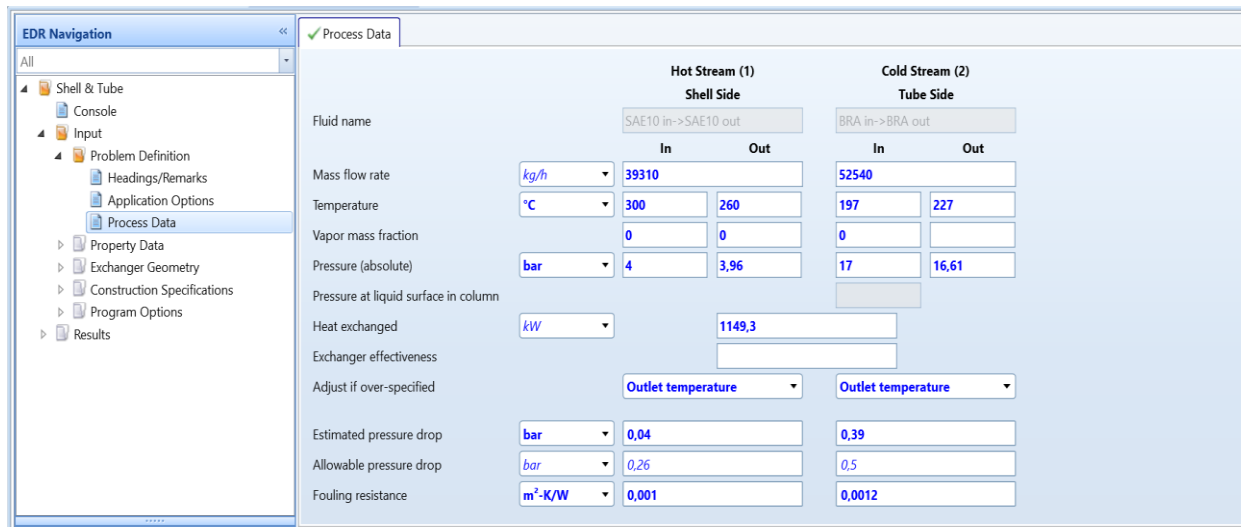 EDR Navigation «
All
Shell & Tube
Console
Input
Problem Definition
Headings/Remarks
Application Options
Process Data
Property Data
Exchanger Geometry
Construction Specifications
Program Options
Results
Process Data
Hot Stream (1) Cold Stream (2)
Shell Side Tube Side
Fluid name SAE10 in->SAE10 out BRA in->BRA out
In Out In Out
Mass flow rate kg/h 39310 52540
Temperature °C 300 260 197 227
Vapor mass fraction 0 0 0
Pressure (absolute) bar 4 3,96 17 16,61
Pressure at liquid surface in column
Heat exchanged kW 1149,3
Exchanger effectiveness
Adjust if over-specified Outlet temperature Outlet temperature
Estimated pressure drop bar 0,04 0,39
Allowable pressure drop bar 0,26 0,5
Fouling resistance m²-K/W 0,001 0,0012